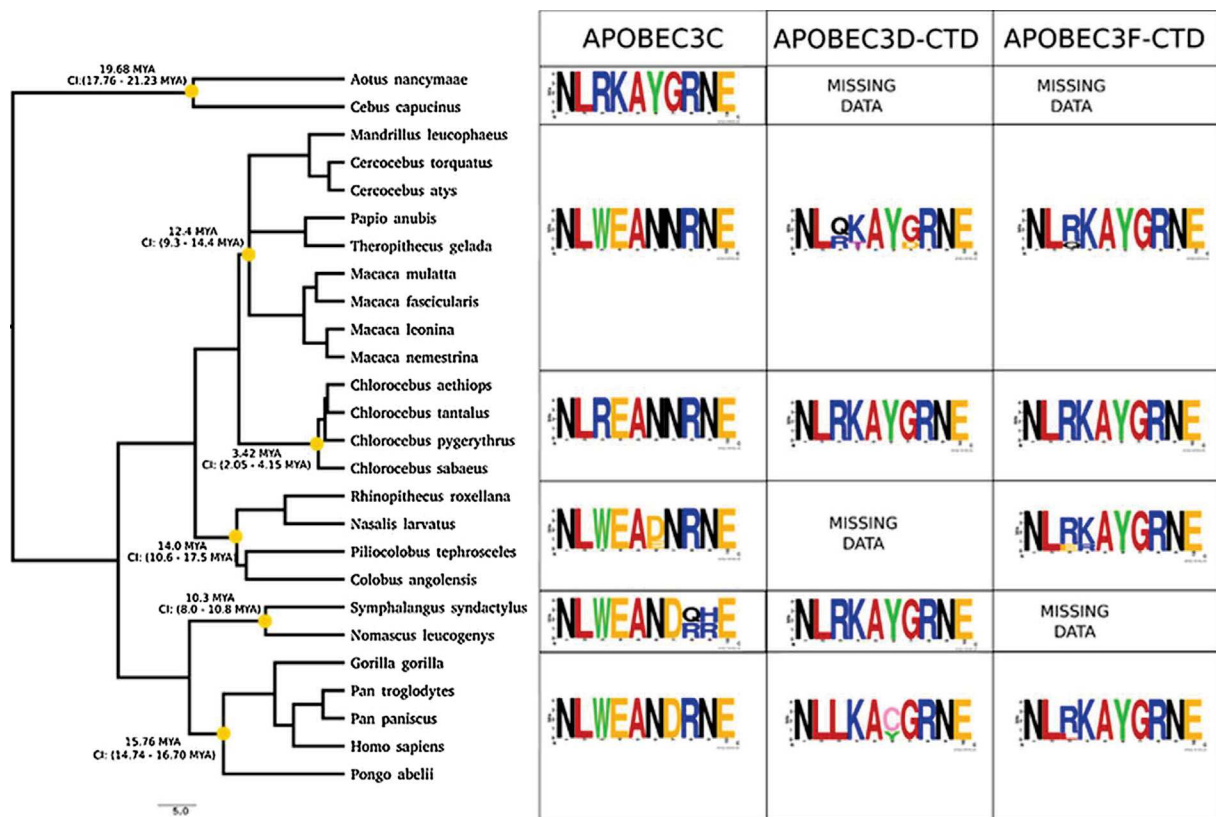 APOBEC3C APOBEC3D-CTD APOBEC3F-CTD
19.68 MYA
CI:(17.76 - 21.23 MYA)
Aotus nancymaae
Cebus capucinus
NLRKAYGRNE
MISSING
DATA
MISSING
DATA
Mandrillus leucophaeus
Cercocebus torquatus
Cercocebus atys
Papio anubis
Theropithecus gelada
Macaca mulatta
Macaca fascicularis
Macaca leonina
Macaca nemestrina
12.4 MYA
CI: (9.3 - 14.4 MYA)
NLWEANNRNE
NLQKAYGRNE
NLRKAYGRNE
Chlorocebus aethiops
Chlorocebus tantalus
Chlorocebus pygerythrus
Chlorocebus sabaeus
3.42 MYA
CI: (2.05 - 4.15 MYA)
NLREANNRNE
NLRKAYGRNE
NLRKAYGRNE
Rhinopithecus roxellana
Nasalis larvatus
Piliocolobus tephrosceles
Colobus angolensis
14.0 MYA
CI: (10.6 - 17.5 MYA)
NLWEADNRNE
MISSING
DATA
NLRKAYGRNE
10.3 MYA
CI: (8.0 - 10.8 MYA)
Symphalangus syndactylus
Nomascus leucogenys
NLWEANDQHE
RR
NLRKAYGRNE
MISSING
DATA
Gorilla gorilla
Pan troglodytes
Pan paniscus
Homo sapiens
Pongo abelii
15.76 MYA
CI: (14.74 - 16.70 MYA)
NLWEANDRNE
NLLKACGRNE
Y
NLRKAYGRNE
5.0